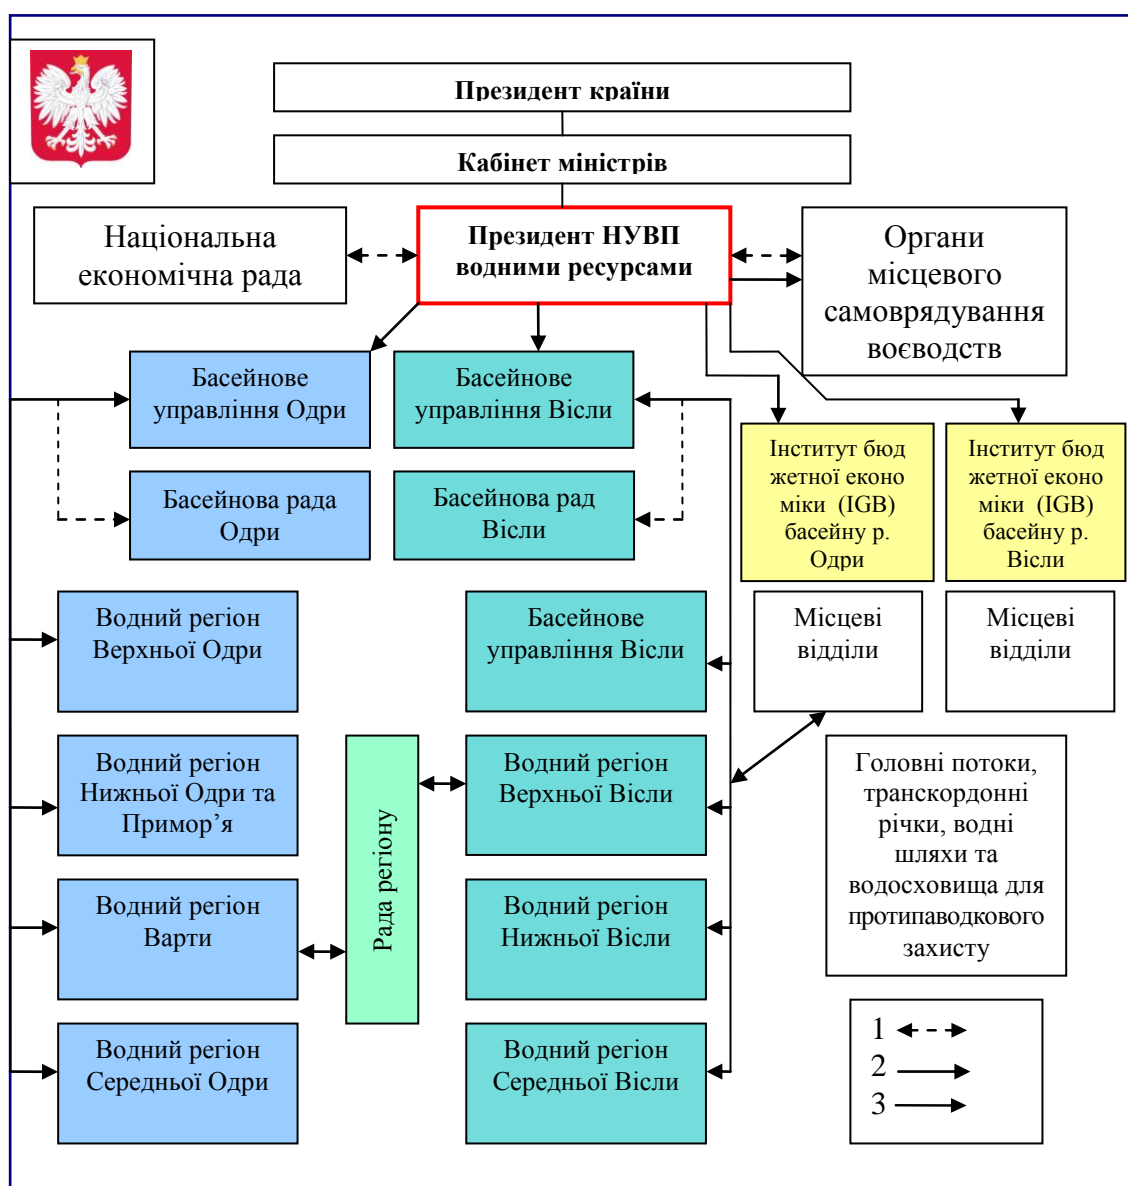 Президент країни
Кабінет міністрів
Національна
економічна рада
Президент НУВП
водними ресурсами
Органи
місцевого
самоврядування
воєводств
Басейнове
управління Одри
Басейнове
управління Вісли
Інститут бюд
жетної еконо
міки (IGB)
басейну р.
Одри
Інститут бюд
жетної еконо
міки (IGB)
басейну р.
Вісли
Басейнова рада
Одри
Басейнова рад
Вісли
Водний регіон
Верхньої Одри
Басейнове
управління Вісли
Місцеві
відділи
Місцеві
відділи
Водний регіон
Нижньої Одри та
Примор’я
Рада регіону
Водний регіон
Верхньої Вісли
Головні потоки,
транскордонні
річки, водні
шляхи та
водосховища для
протипаводкового
захисту
Водний регіон
Варти
Водний регіон
Нижньої Вісли
Водний регіон
Середньої Одри
Водний регіон
Середньої Вісли
1
2
3